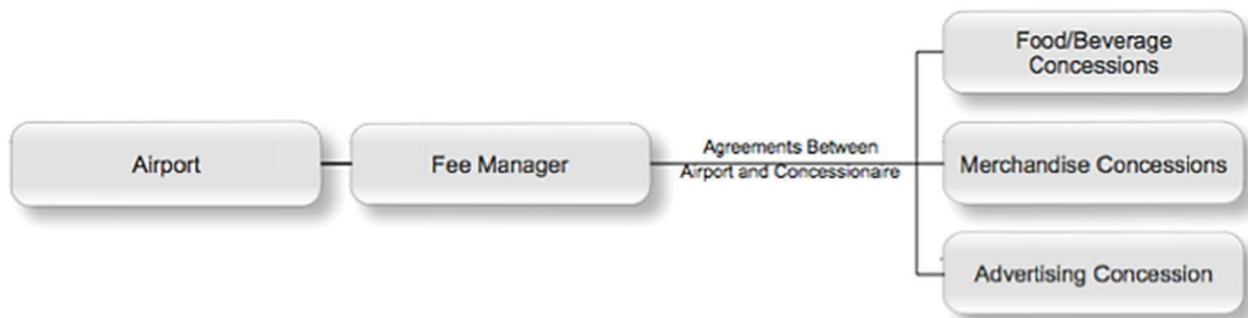 Food/Beverage
Concessions
Airport
Fee Manager
Agreements Between
Airport and Concessionaire
Merchandise Concessions
Advertising Concession